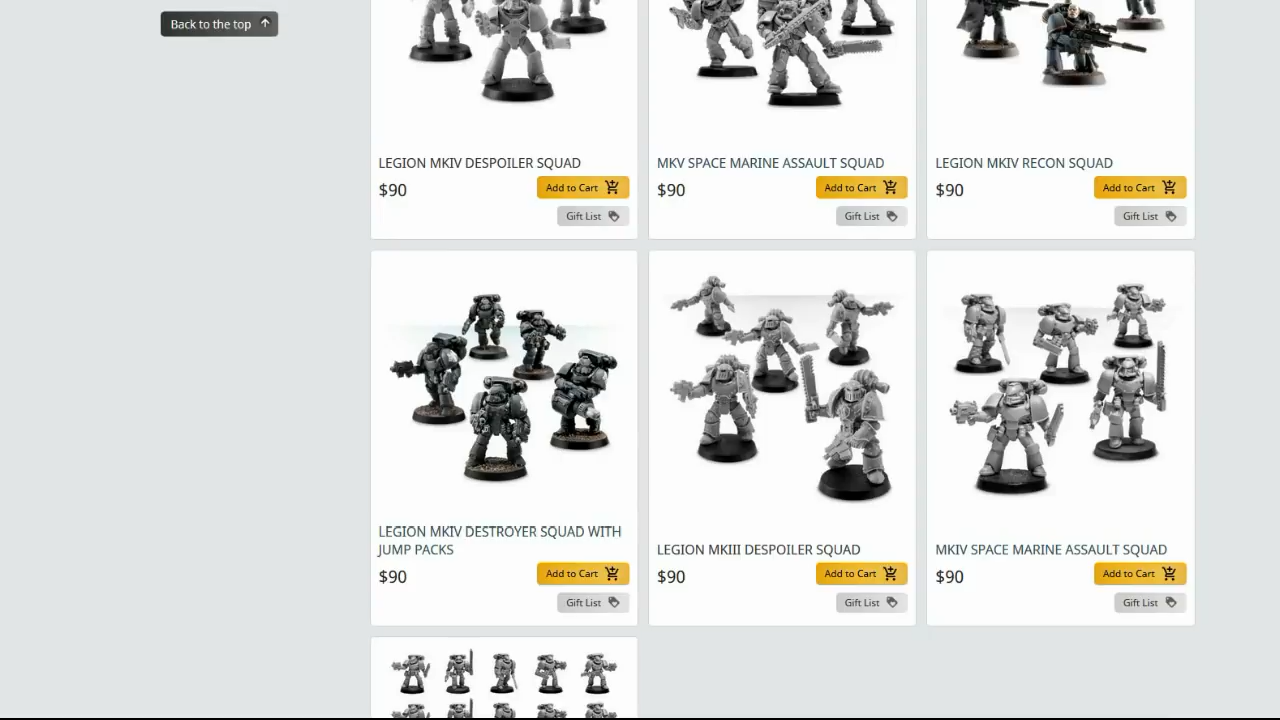 Back to the top
LEGION MKIV DESPOILER SQUAD
$90
Add to Cart
Gift List
MKV SPACE MARINE ASSAULT SQUAD
$90
Add to Cart
Gift List
LEGION MKIV RECON SQUAD
$90
Add to Cart
Gift List
LEGION MKIV DESTROYER SQUAD WITH
JUMP PACKS
$90
Add to Cart
Gift List
LEGION MKIII DESPOILER SQUAD
$90
Add to Cart
Gift List
MKIV SPACE MARINE ASSAULT SQUAD
$90
Add to Cart
Gift List